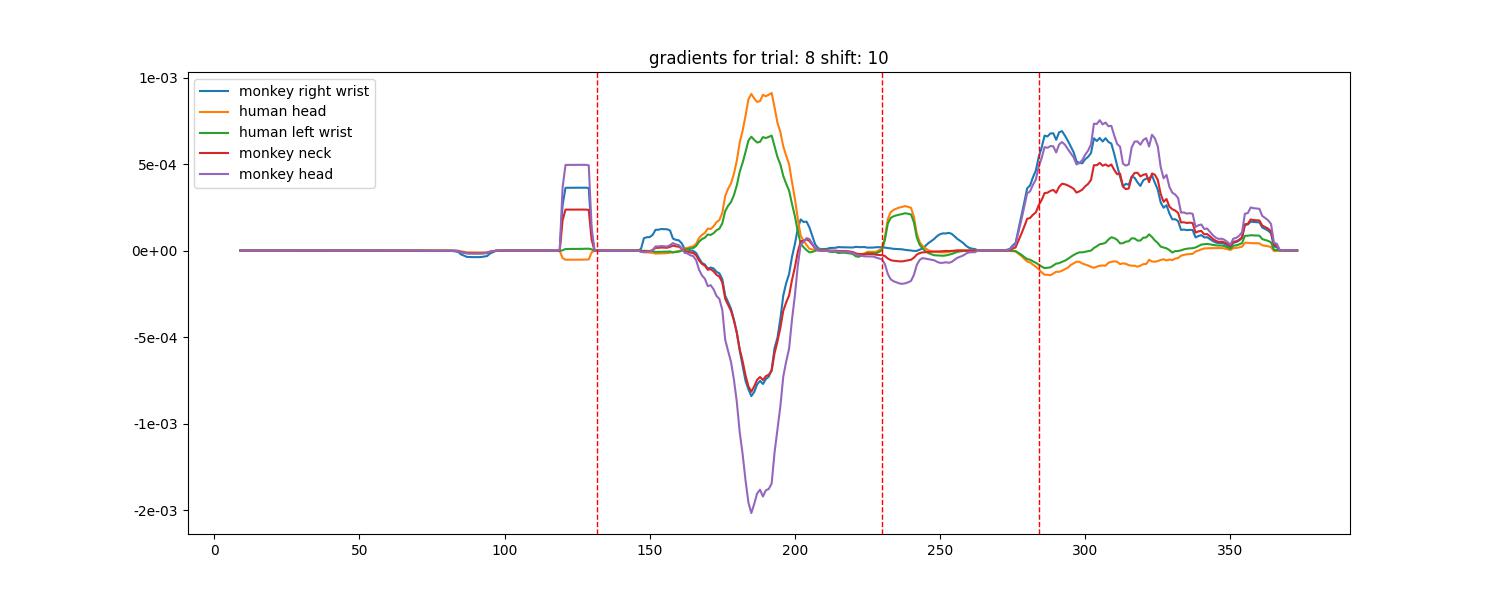 gradients for trial: 8 shift: 10
1e-03
5e-04
0e+00
-5e-04
-1e-03
-2e-03
monkey right wrist
human head
human left wrist
monkey neck
monkey head
0 50 100 150 200 250 300 350